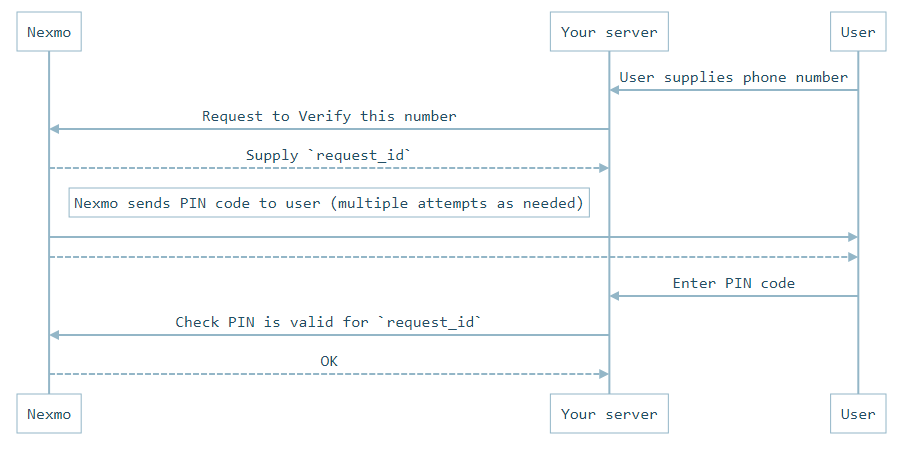 Nexmo
Your server
User
User supplies phone number
Request to Verify this number
Supply `request_id`
Nexmo sends PIN code to user (multiple attempts as needed)
Enter PIN code
Check PIN is valid for `request_id`
OK
Nexmo
Your server
User